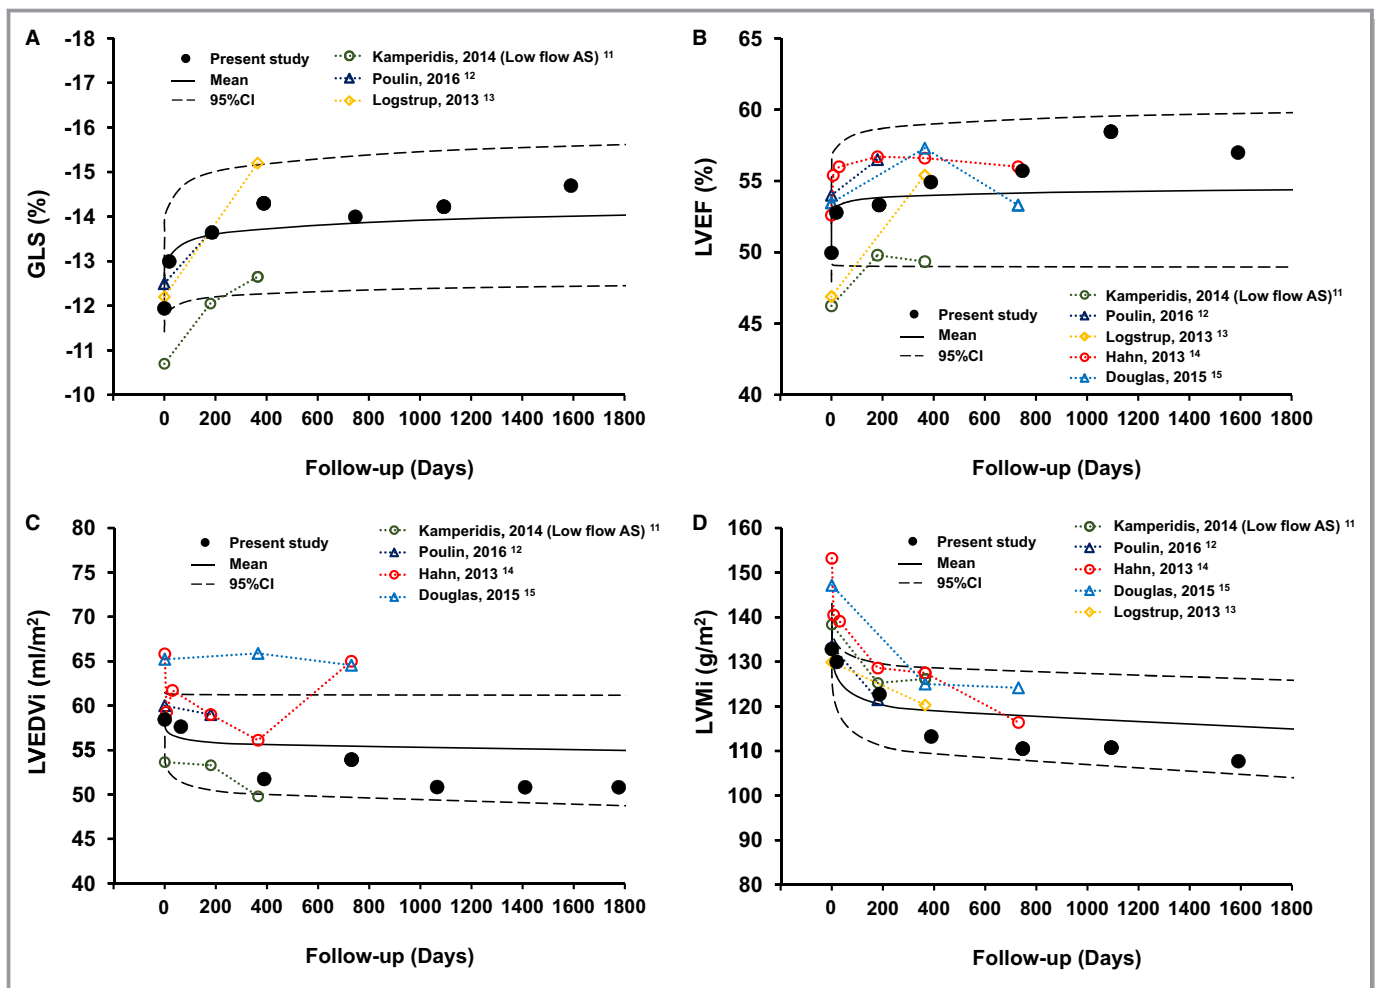 A
-18
-17
-16
-15
-14
-13
-12
-11
-10
GLS (%)
Present study
Mean
95%CI
Kamperidis, 2014 (Low flow AS) 11
Poulin, 2016 12
Logstrup, 2013 13
0 200 400 600 800 1000 1200 1400 1600 1800
Follow-up (Days)
B
65
60
55
50
45
40
LVEF (%)
Present study
Mean
95%CI
Kamperidis, 2014 (Low flow AS)11
Poulin, 2016 12
Logstrup, 2013 13
Hahn, 2013 14
Douglas, 2015 15
0 200 400 600 800 1000 1200 1400 1600 1800
Follow-up (Days)
C
80
75
70
65
60
55
50
45
40
LVEDVi (ml/m2)
Present study
Mean
95%CI
Kamperidis, 2014 (Low flow AS) 11
Poulin, 2016 12
Hahn, 2013 14
Douglas, 2015 15
0 200 400 600 800 1000 1200 1400 1600 1800
Follow-up (Days)
D
160
150
140
130
120
110
100
90
80
LVMi (g/m2)
Present study
Mean
95%CI
Kamperidis, 2014 (Low flow AS) 11
Poulin, 2016 12
Hahn, 2013 14
Douglas, 2015 15
Logstrup, 2013 13
0 200 400 600 800 1000 1200 1400 1600 1800
Follow-up (Days)